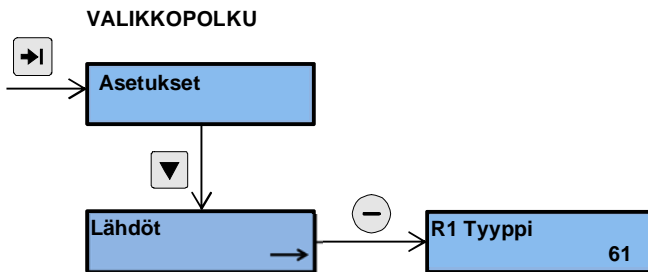 VALIKKOPOLKU
Asetukset
Lähdöt
R1 Tyyppi
61